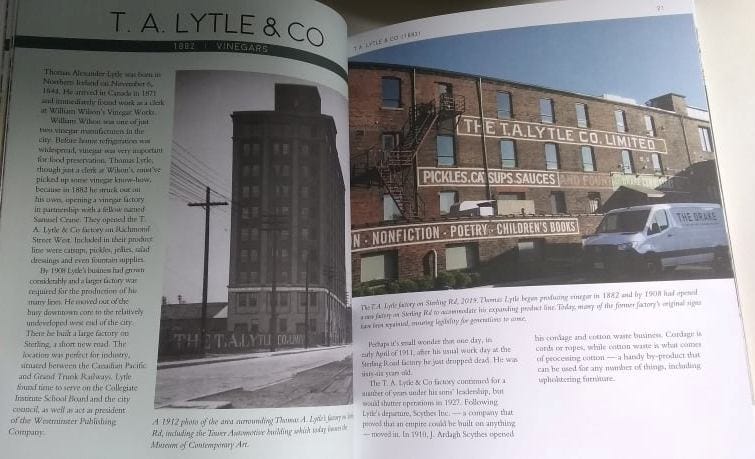 T. A. LYTLE & CO
1882 | VINEGARS
Thomas Alexander Lytle was born in
Northern Ireland on November 6,
1844. He arrived in Canada in 1871
and immediately found work as a clerk
at William Wilson's Vinegar Works.
William Wilson was one of just
two vinegar manufacturers in the
city. Before home refrigeration was
widespread, vinegar was very important
for food preservation. Thomas Lytle,
though just a clerk at Wilson's, must've
picked up some vinegar know-how,
because in 1882 he struck out on
his own, opening a vinegar factory
in partnership with a fellow named
Samuel Crane. They opened the T.
A. Lytle & Co factory on Richmond
Street West. Included in their product
line were catsup, pickles, jellies, salad
dressings and even fountain supplies.
By 1908 Lytle's business had grown
considerably and a larger factory was
required for the production of his
many lines. He moved out of the
busy downtown core to the relatively
undeveloped west end of the city.
There he built a large factory on
Sterling, a short new road. The
location was perfect for industry,
situated between the Canadian Pacific
and Grand Trunk Railways. Lytle
found time to serve on the Collegiate
Institute School Board and the city
council, as well as act as president
of the Westminster Publishing
Company.
THE T.A. LYTLE CO. LIMITED
A 1912 photo of the area surrounding Thomas A. Lytle's factory on
Rd, including the Tower Automotive building which today houses the
Museum of Contemporary Art.
T. A. LYTLE & CO (1882)
21
THE T.A. LYTLE CO. LIMITED
PICKLES.CATSUPS.SAUCES AND FOUNT
N · NONFICTION · POETRY · CHILDREN'S BOOKS
THE DRAKE
The T.A. Lytle factory on Sterling Rd, 2019. Thomas Lytle began producing vinegar in 1882 and by 1908 had opened
a new factory on Sterling Rd to accommodate his expanding product line. Today, many of the former factory's original signs
have been repainted, ensuring legibility for generations to come.
Perhaps it's small wonder that one day, in
early April of 1911, after his usual work day at the
Sterling Road factory he just dropped dead. He was
sixty-six years old.
The T. A. Lytle & Co factory continued for a
number of years under his sons' leadership, but
would shutter operations in 1927. Following
Lytle's departure, Scythes Inc. — a company that
proved that an empire could be built on anything
— moved in. In 1910, J. Ardagh Scythes opened
his cordage and cotton waste business. Cordage is
cords or ropes, while cotton waste is what comes
of processing cotton — a handy by-product that
can be used for any number of things, including
upholstering furniture.